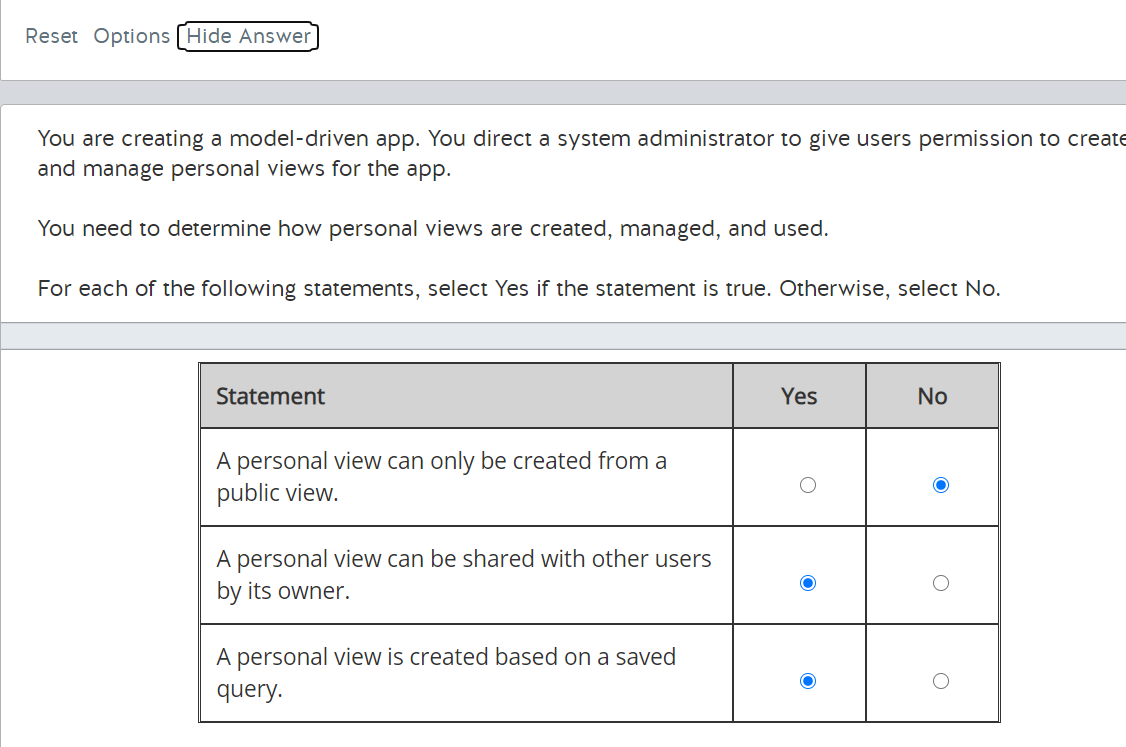 Reset Options Hide Answer
You are creating a model-driven app. You direct a system administrator to give users permission to create
and manage personal views for the app.
You need to determine how personal views are created, managed, and used.
For each of the following statements, select Yes if the statement is true. Otherwise, select No.
Statement Yes No
A personal view can only be created from a
public view.
A personal view can be shared with other users
by its owner.
A personal view is created based on a saved
query.